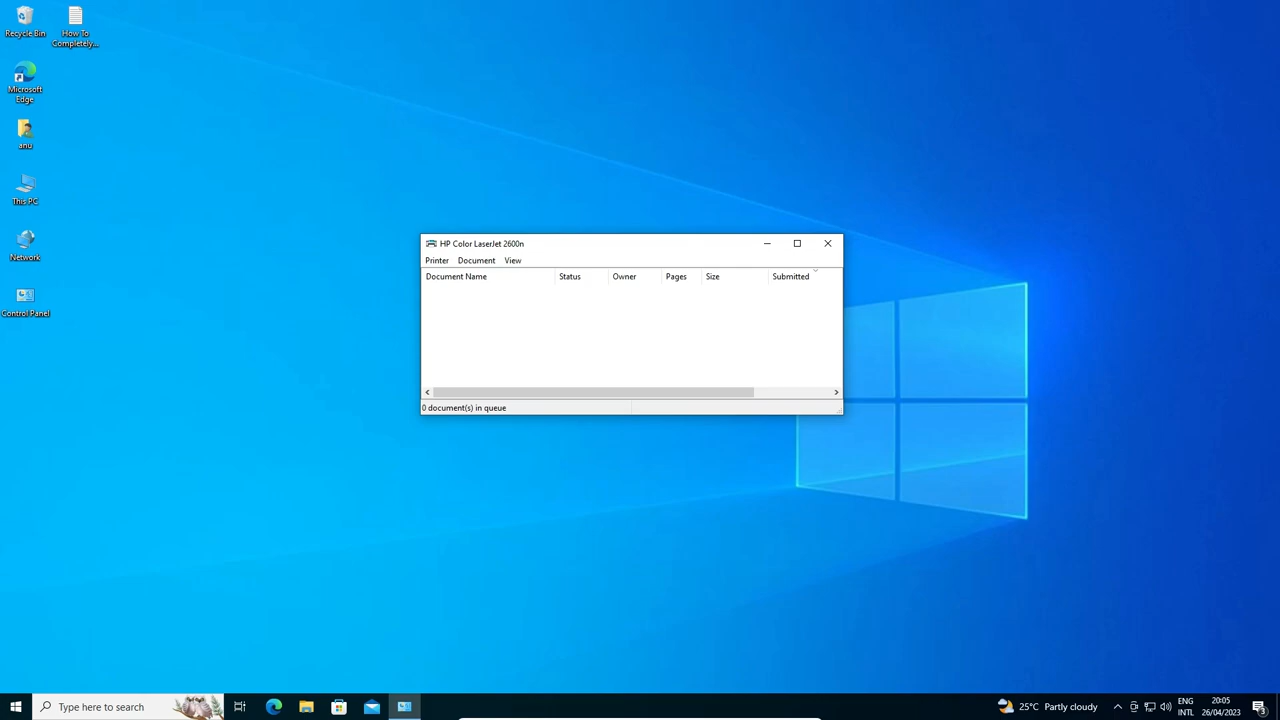 Recycle Bin
How To
Completely...
Microsoft
Edge
anu
This PC
Network
Control Panel
HP Color LaserJet 2600n
Printer Document View
Document Name Status Owner Pages Size Submitted
0 document(s) in queue
Type here to search
25°C Partly cloudy
ENG
INTL
20:05
26/04/2023